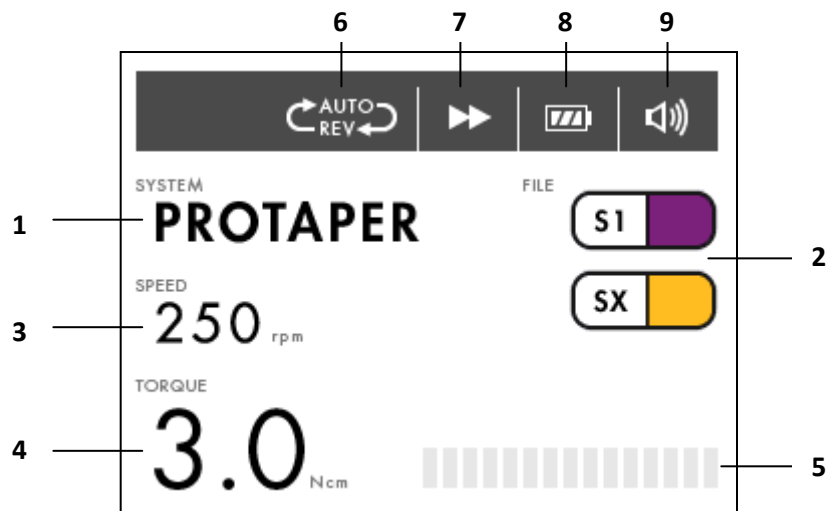 6 7 8 9
AUTO
REV
SYSTEM FILE
1 PROTAPER S1
2
SPEED SX
3 250 rpm
TORQUE
4 3.0 Ncm 5